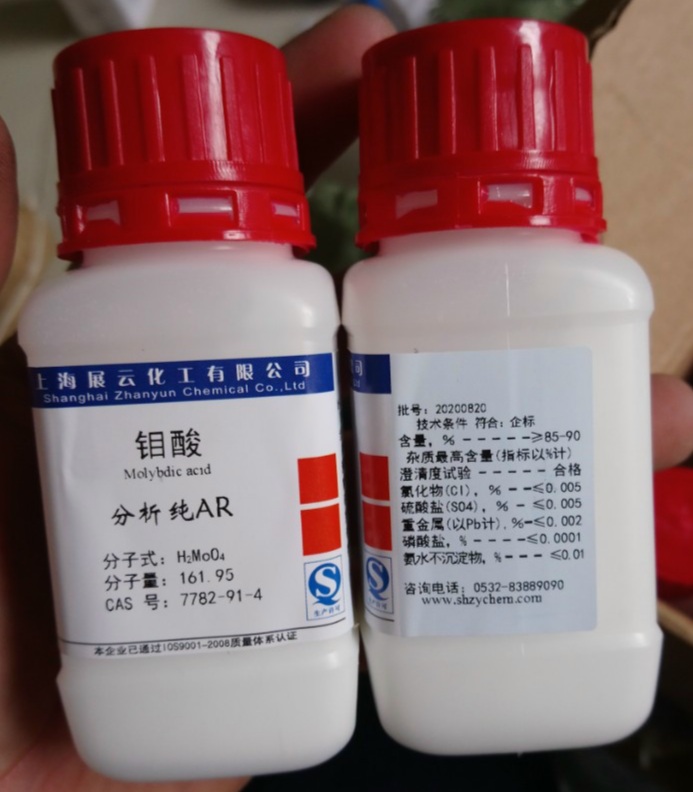 上海展云化工有限公司
Shanghai Zhanyun Chemical Co.,Ltd
钼酸
Molybdic acid
分析纯AR
分子式：H₂MoO₄
分子量：161.95
CAS 号：7782-91-4
生产许可
本企业已通过IOS9001-2008质量体系认证
司
Ltd
批号：20200820
技术条件 符合：企标
含量，% －－－－－≥85-90
杂质最高含量(指标以%计)
澄清度试验 －－－－－ 合格
氯化物(Cl)，% －－≤0.005
硫酸盐(SO4)，% －≤0.005
重金属(以Pb计),%－≤0.002
磷酸盐，% －－－－≤0.0001
氨水不沉淀物，%－－－ ≤0.01
咨询电话：0532-83889090
www.shzychem.com